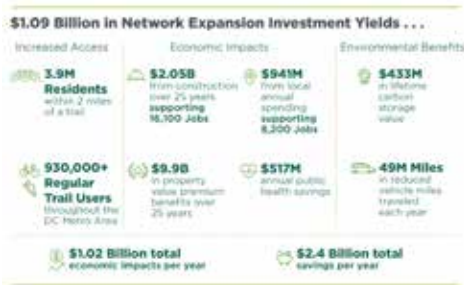 $1.09 Billion in Network Expansion Investment Yields . . .
Increased Access
Economic Impacts
Environmental Benefits
3.9M
Residents
within 2 miles
of a trail
$2.05B
from construction
over 25 years
supporting
16,100 Jobs
$941M
from local
annual
spending
supporting
8,200 Jobs
$433M
in lifetime
carbon
storage
value
930,000+
Regular
Trail Users
throughout the
DC Metro Area
$9.9B
in property
value premium
benefits over
25 years
$517M
annual public
health savings
49M Miles
in reduced
vehicle miles
traveled
each year
$1.02 Billion total
economic impacts per year
$2.4 Billion total
savings per year